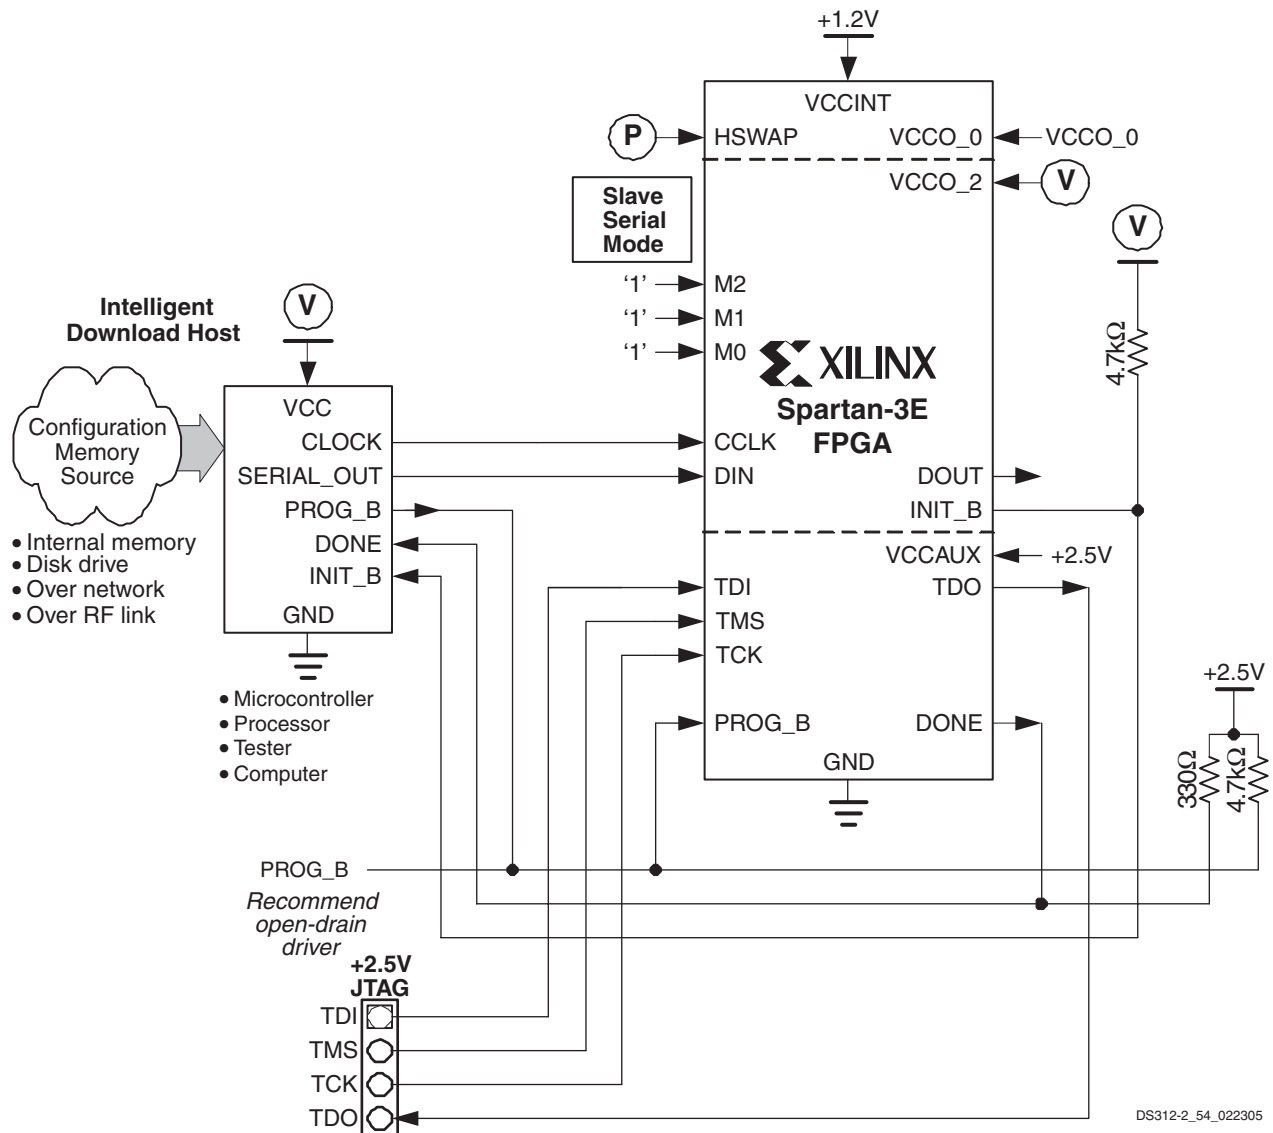 +1.2V
VCCINT
P
HSWAP
VCCO_0
VCCO_0
VCCO_2
V
Slave
Serial
Mode
V
‘1’
M2
‘1’
M1
‘1’
M0
4.7kΩ
XILINX
Spartan-3E
FPGA
Intelligent
Download Host
V
VCC
Configuration
Memory
Source
CLOCK
CCLK
SERIAL_OUT
DIN
DOUT
PROG_B
INIT_B
DONE
VCCAUX
+2.5V
INIT_B
TDI
TDO
GND
TMS
TCK
• Internal memory
• Disk drive
• Over network
• Over RF link
• Microcontroller
• Processor
• Tester
• Computer
PROG_B
DONE
GND
+2.5V
330Ω
4.7kΩ
PROG_B
Recommend
open-drain
driver
+2.5V
JTAG
TDI
TMS
TCK
TDO
DS312-2_54_022305